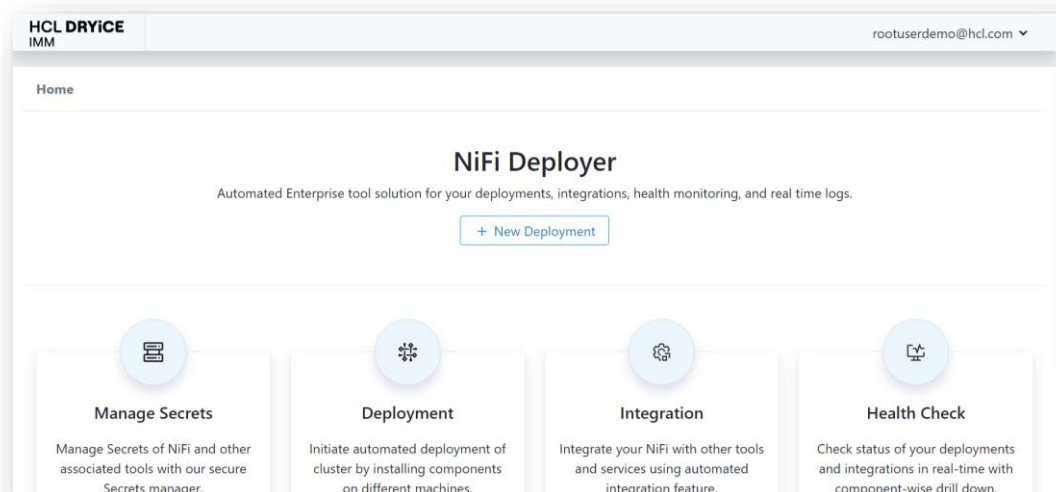 HCL DRYiCE
IMM
rootuserdemo@hcl.com
Home
NiFi Deployer
Automated Enterprise tool solution for your deployments, integrations, health monitoring, and real time logs.
+ New Deployment
Manage Secrets
Manage Secrets of NiFi and other
associated tools with our secure
Secrets manager.
Deployment
Initiate automated deployment of
cluster by installing components
on different machines.
Integration
Integrate your NiFi with other tools
and services using automated
integration feature.
Health Check
Check status of your deployments
and integrations in real-time with
component-wise drill down.